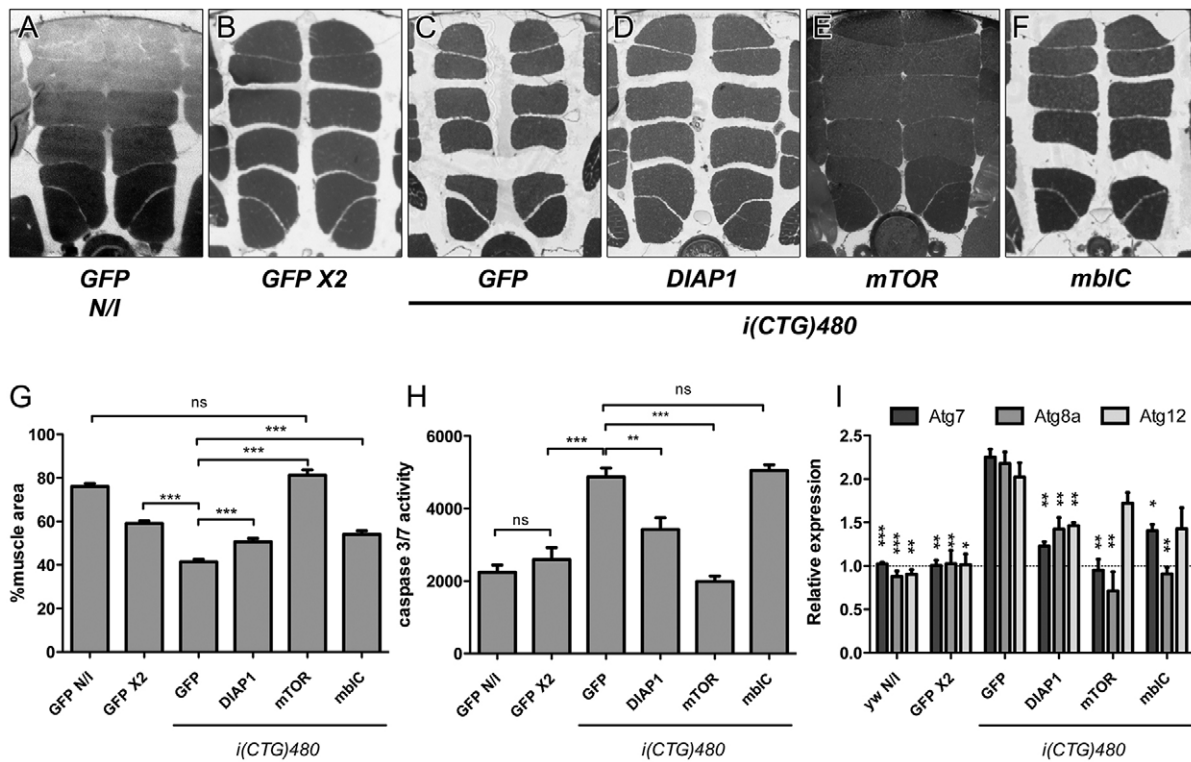 A B C D E F
GFP GFP X2 GFP DIAP1 mTOR mblC
N/I
i(CTG)480
G
ns
***
***
***
***
%muscle area
100
80
60
40
20
0
GFP N/I GFP X2 GFP DIAP1 mTOR mblC
i(CTG)480
H
ns
***
*** **
ns
caspase 3/7 activity
6000
4000
2000
0
GFP N/I GFP X2 GFP DIAP1 mTOR mblC
i(CTG)480
I
Atg7 Atg8a Atg12
Relative expression
2.5
2.0
1.5
1.0
0.5
0.0
*** *** ** ** ** * ** ** ** ** ** * **
yw N/I GFP X2 GFP DIAP1 mTOR mblC
i(CTG)480